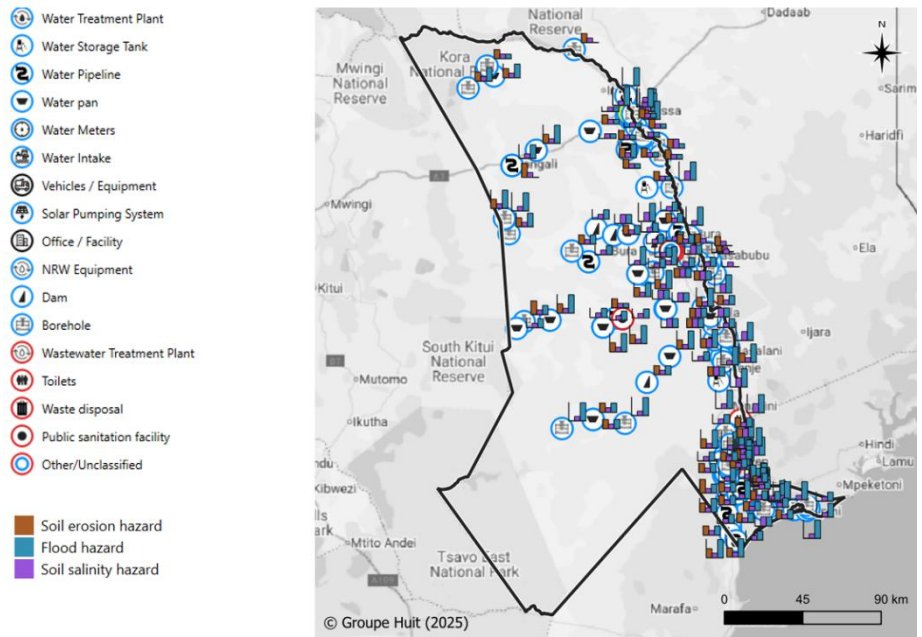 Water Treatment Plant
Water Storage Tank
Water Pipeline
Water pan
Water Meters
Water Intake
Vehicles / Equipment
Solar Pumping System
Office / Facility
NRW Equipment
Dam
Borehole
Wastewater Treatment Plant
Toilets
Waste disposal
Public sanitation facility
Other/Unclassified
Soil erosion hazard
Flood hazard
Soil salinity hazard
National
Reserve
Dadaab
N
Kora
National
Mwingi
National
Reserve
Sarim
Haridfi
A3
Mwingi
Bura
Ela
Kitui
Ijara
South Kitui
National
Reserve
Mutomo
Ikutha
Hindi
Lamu
Mpeketoni
Kibwezi
Mtito Andei
Tsavo East
National Park
A109
Marafa
0 45 90 km
© Groupe Huit (2025)